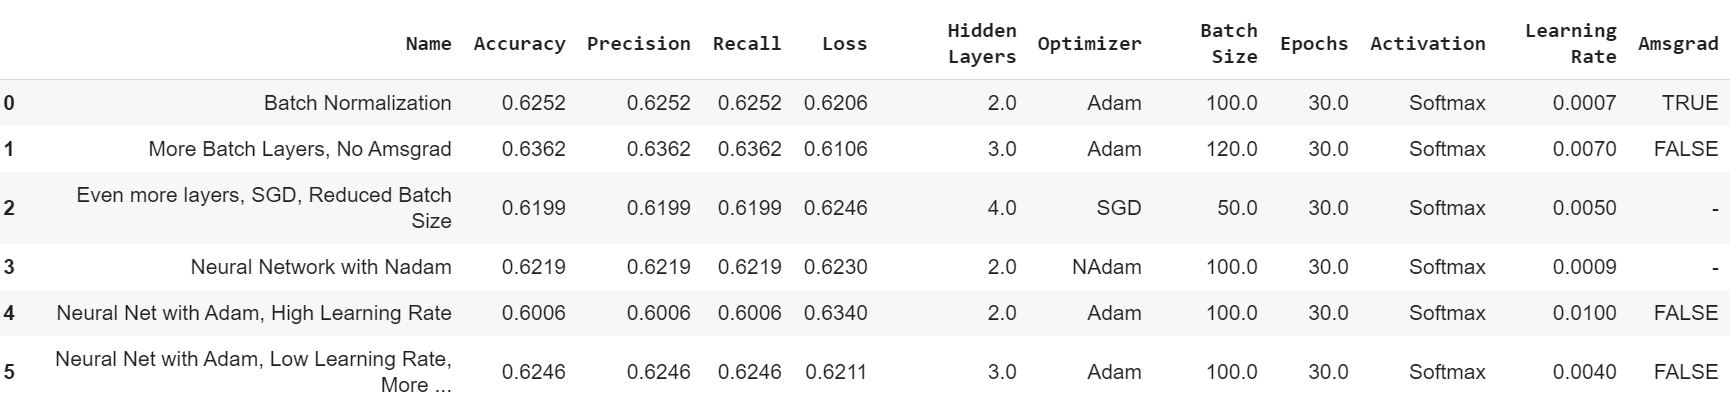 Name Accuracy Precision Recall Loss Hidden Layers Optimizer Batch Size Epochs Activation Learning Rate Amsgrad
0 Batch Normalization 0.6252 0.6252 0.6252 0.6206 2.0 Adam 100.0 30.0 Softmax 0.0007 TRUE
1 More Batch Layers, No Amsgrad 0.6362 0.6362 0.6362 0.6106 3.0 Adam 120.0 30.0 Softmax 0.0070 FALSE
2 Even more layers, SGD, Reduced Batch Size 0.6199 0.6199 0.6199 0.6246 4.0 SGD 50.0 30.0 Softmax 0.0050 -
3 Neural Network with Nadam 0.6219 0.6219 0.6219 0.6230 2.0 NAdam 100.0 30.0 Softmax 0.0009 -
4 Neural Net with Adam, High Learning Rate 0.6006 0.6006 0.6006 0.6340 2.0 Adam 100.0 30.0 Softmax 0.0100 FALSE
5 Neural Net with Adam, Low Learning Rate, More ... 0.6246 0.6246 0.6246 0.6211 3.0 Adam 100.0 30.0 Softmax 0.0040 FALSE